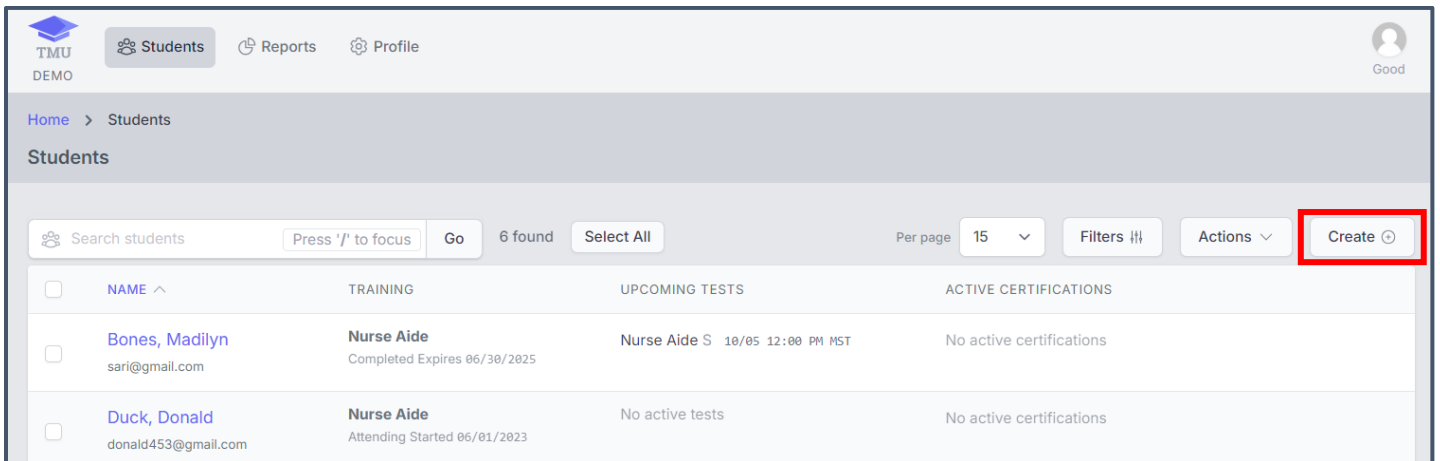 TMU
DEMO
Students
Reports
Profile
Good
Home > Students
Students
Search students Press '/' to focus Go 6 found Select All Per page 15 Filters Actions Create
NAME TRAINING UPCOMING TESTS ACTIVE CERTIFICATIONS
Bones, Madilyn Nurse Aide Nurse Aide S 10/05 12:00 PM MST No active certifications
sari@gmail.com Completed Expires 06/30/2025
Duck, Donald Nurse Aide No active tests No active certifications
donald453@gmail.com Attending Started 06/01/2023